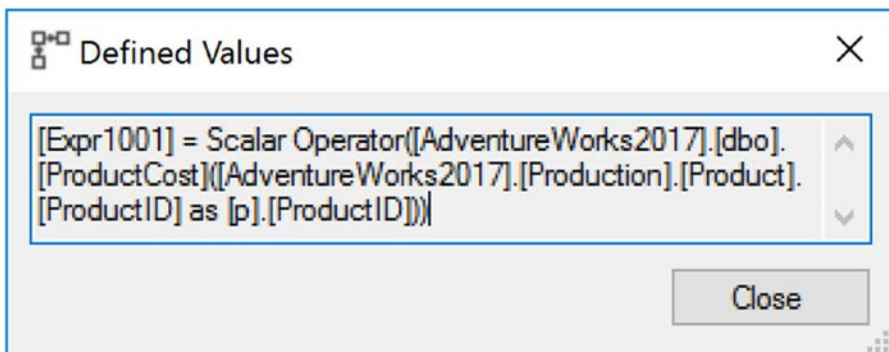 Defined Values
[Expr1001] = Scalar Operator([AdventureWorks2017].[dbo].
[ProductCost]([AdventureWorks2017].[Production].[Product].
[ProductID] as [p].[ProductID]))
Close